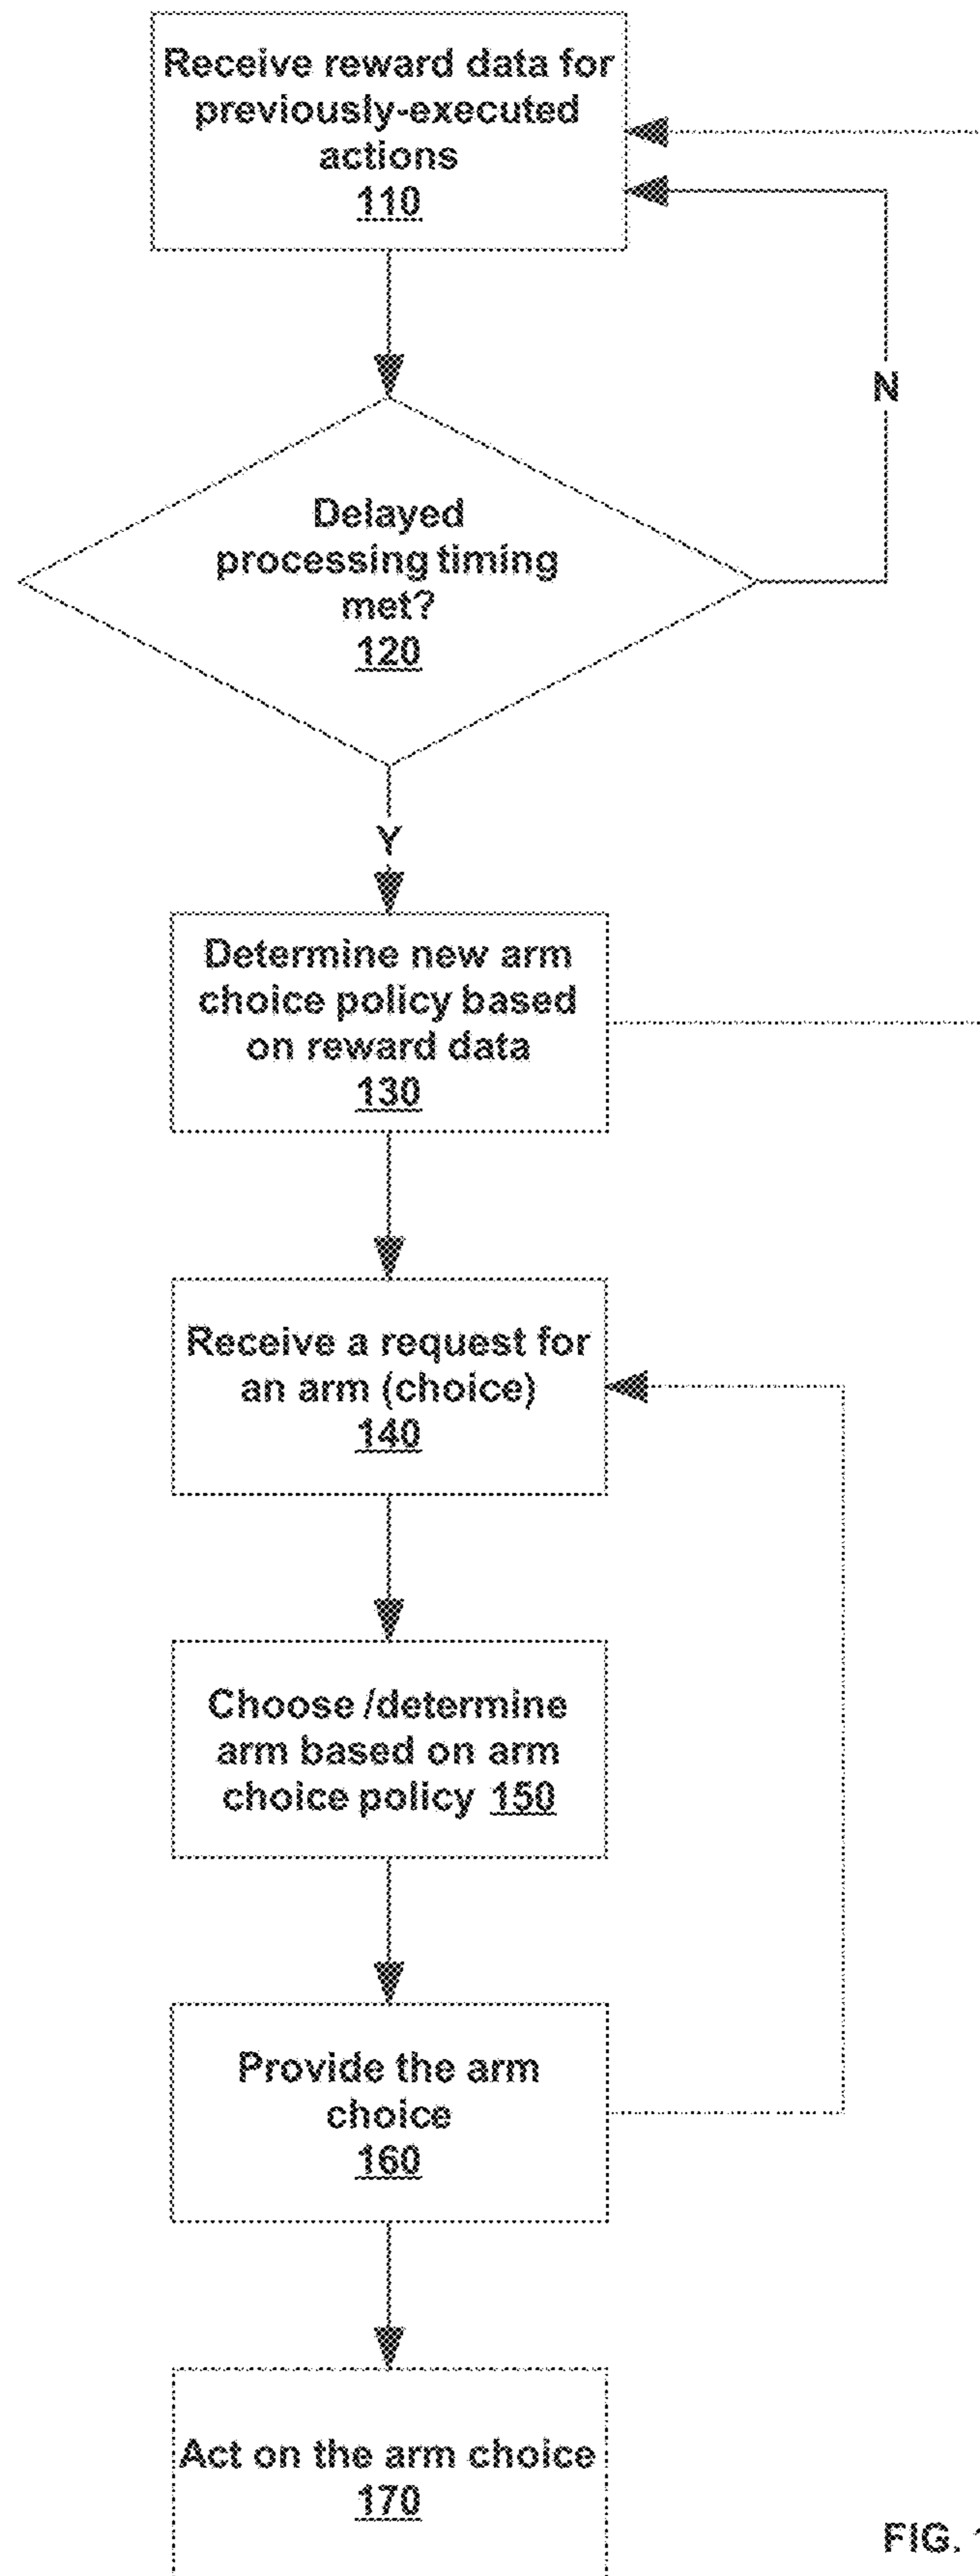 Receive reward data for
previously-executed
actions
110
N
Delayed
processing timing
met?
120
Y
Determine new arm
choice policy based
on reward data
130
Receive a request for
an arm (choice)
140
Choose /determine
arm based on arm
choice policy 150
Provide the arm
choice
160
Act on the arm choice
170
FIG.